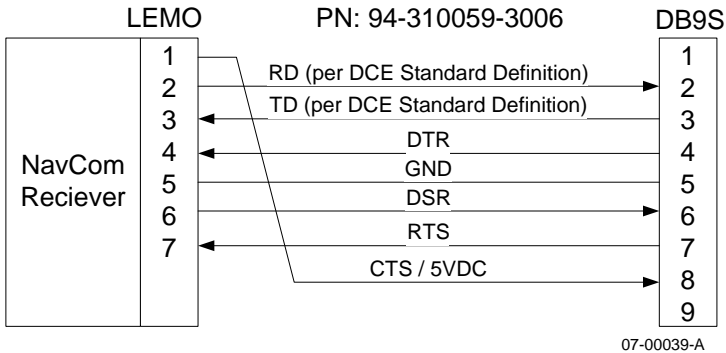 LEMO PN: 94-310059-3006 DB9S
1 1
RD (per DCE Standard Definition)
2 2
TD (per DCE Standard Definition)
3 3
DTR
4 4
NavCom
Reciever
GND
5 5
DSR
6 6
RTS
7 7
CTS / 5VDC
8
9
07-00039-A